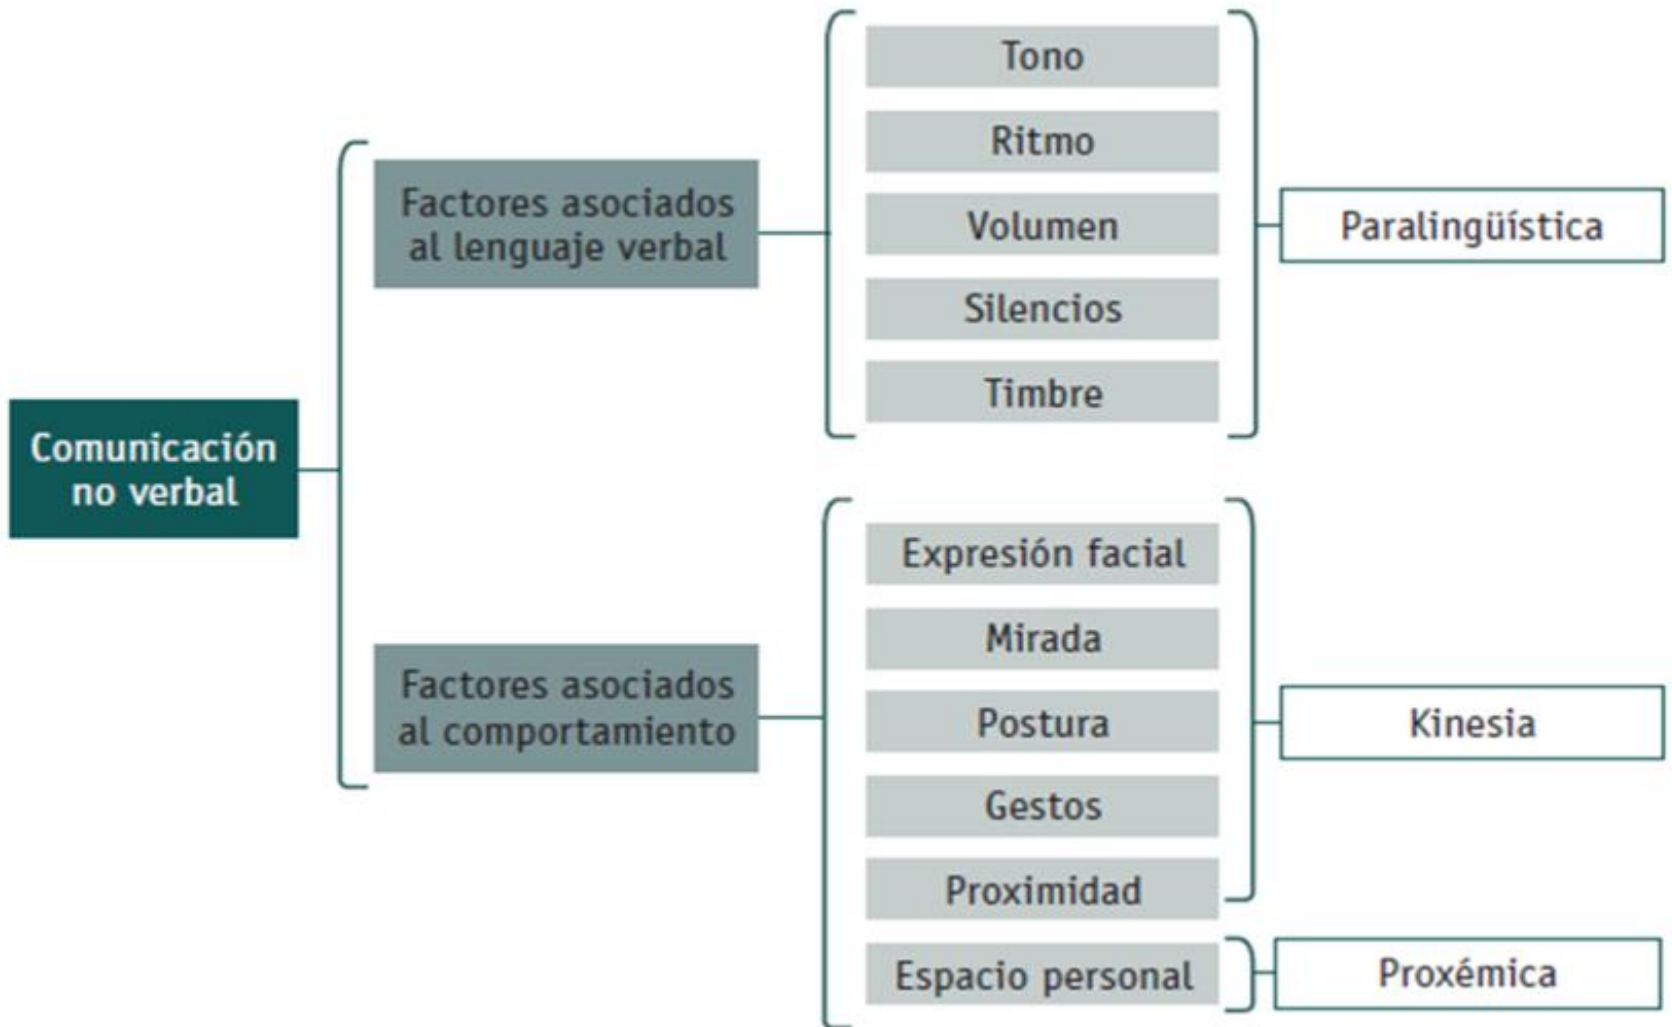 Comunicación
no verbal
Factores asociados
al lenguaje verbal
Tono
Ritmo
Volumen
Silencios
Timbre
Paralingüística
Factores asociados
al comportamiento
Expresión facial
Mirada
Postura
Gestos
Proximidad
Kinesia
Espacio personal
Proxémica